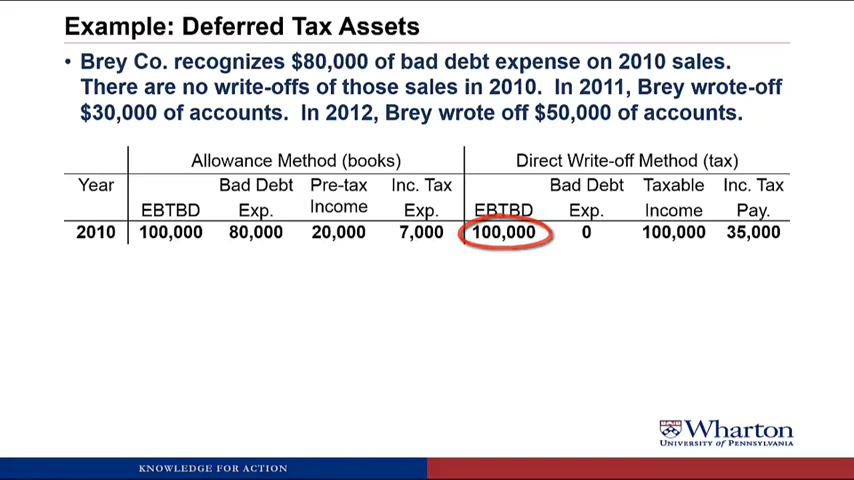 Example: Deferred Tax Assets
• Brey Co. recognizes $80,000 of bad debt expense on 2010 sales.
There are no write-offs of those sales in 2010. In 2011, Brey wrote-off
$30,000 of accounts. In 2012, Brey wrote off $50,000 of accounts.
Allowance Method (books) Direct Write-off Method (tax)
Year Bad Debt Pre-tax Inc. Tax Bad Debt Taxable Inc. Tax
EBTBD Exp. Income Exp. EBTBD Exp. Income Pay.
2010 100,000 80,000 20,000 7,000 100,000 0 100,000 35,000
Wharton
UNIVERSITY OF PENNSYLVANIA
KNOWLEDGE FOR ACTION